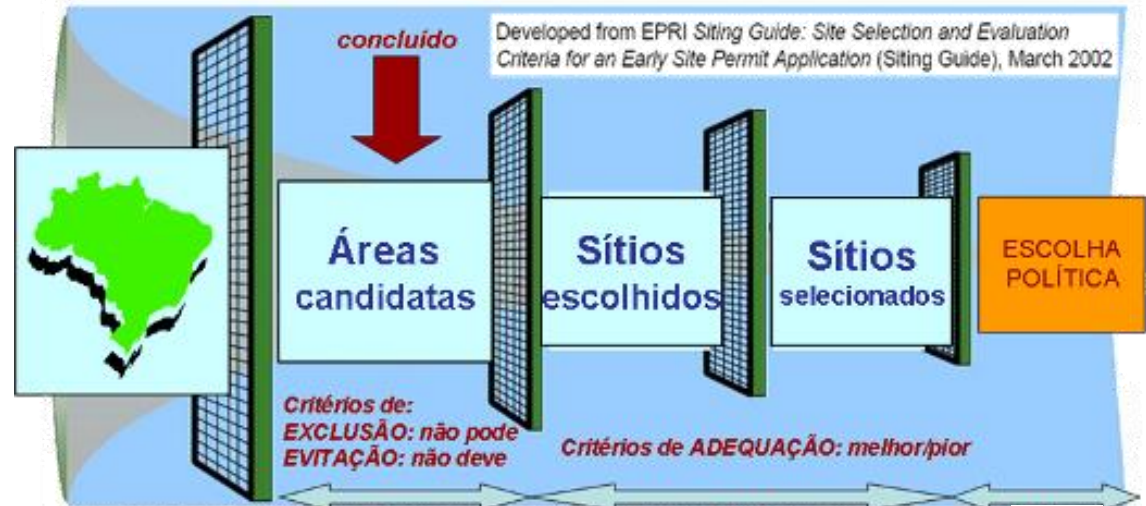 concluído
Developed from EPRI Siting Guide: Site Selection and Evaluation
Criteria for an Early Site Permit Application (Siting Guide), March 2002
Áreas
candidatas
Sítios
escolhidos
Sítios
selecionados
ESCOLHA
POLÍTICA
Critérios de:
EXCLUSÃO: não pode
EVITAÇÃO: não deve
Critérios de ADEQUAÇÃO: melhor/pior